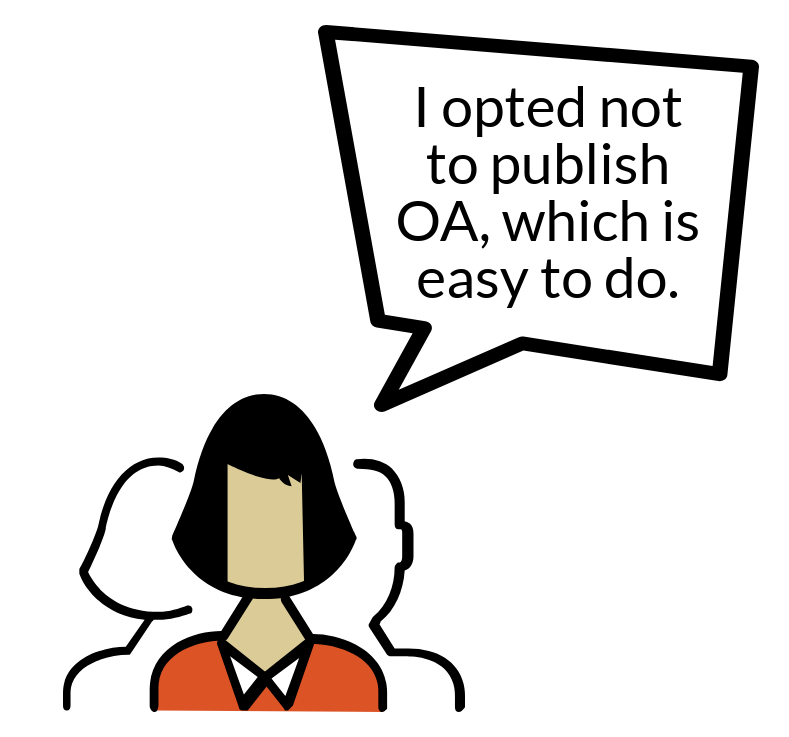 I opted not
to publish
OA, which is
easy to do.